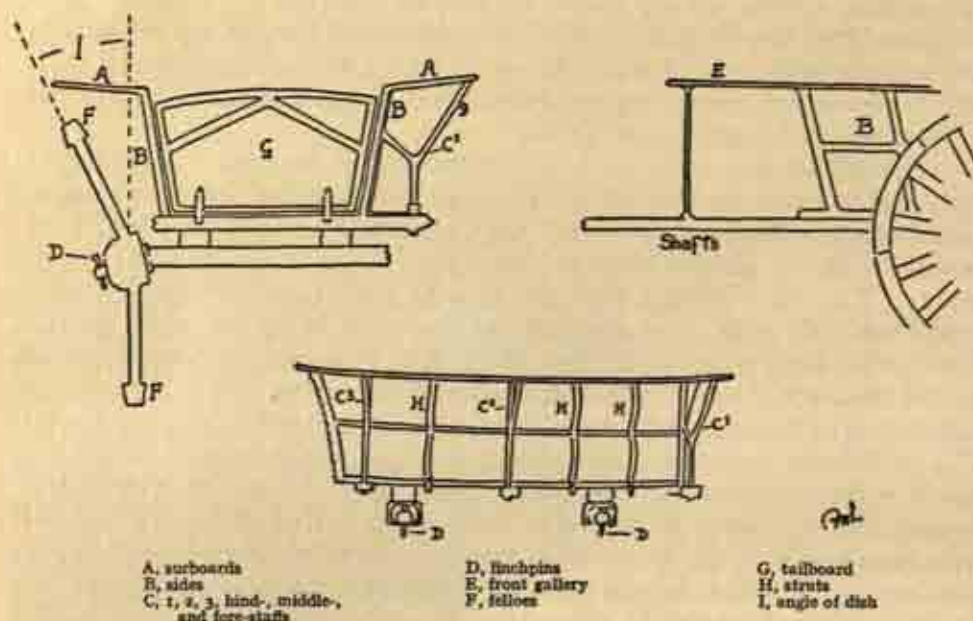 I
A A E
F B B B
C¹
G
D
Shafts
F
C³ H C² H H C¹
D D
A, surboards
B, sides
C, 1, 2, 3, hind-, middle-,
and fore-staffs
D, linchpins
E, front gallery
F, felloes
G, tailboard
H, struts
I, angle of dish